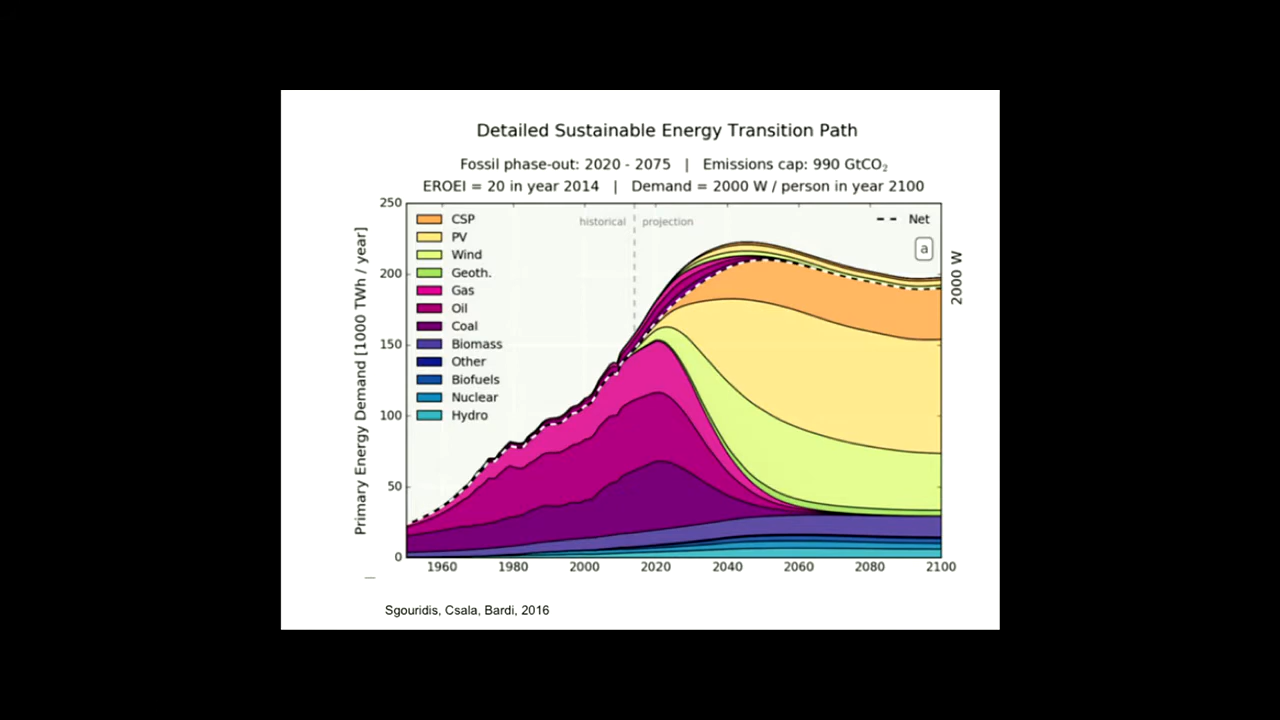 Detailed Sustainable Energy Transition Path
Fossil phase-out: 2020 - 2075 | Emissions cap: 990 GtCO₂
EROEI = 20 in year 2014 | Demand = 2000 W / person in year 2100
250
200
150
100
50
0
Primary Energy Demand [1000 TWh / year]
CSP
PV
Wind
Geoth.
Gas
Oil
Coal
Biomass
Other
Biofuels
Nuclear
Hydro
historical projection
Net
a
2000 W
1960 1980 2000 2020 2040 2060 2080 2100
Sgouridis, Csala, Bardi, 2016